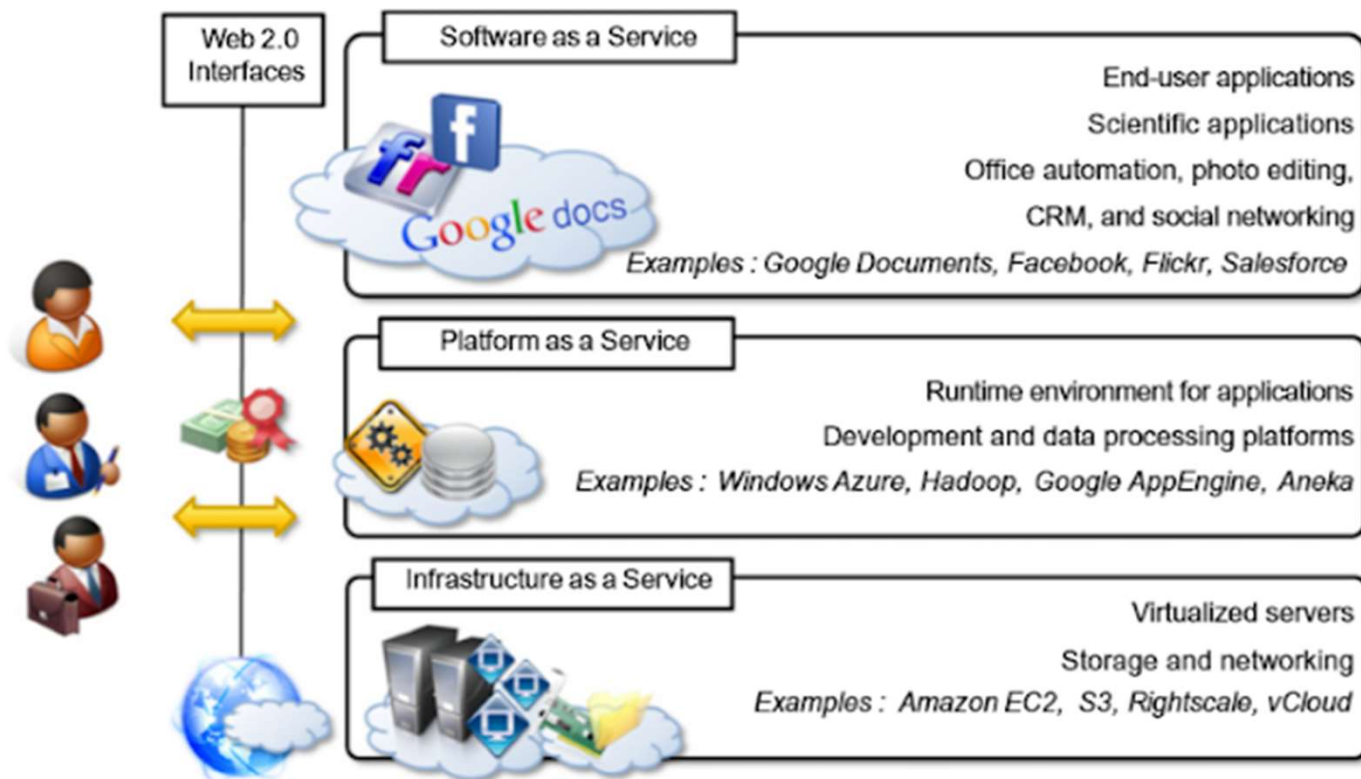 Web 2.0
Interfaces
Software as a Service
End-user applications
Scientific applications
Office automation, photo editing,
CRM, and social networking
Examples : Google Documents, Facebook, Flickr, Salesforce
f
fr
Google docs
Platform as a Service
Runtime environment for applications
Development and data processing platforms
Examples : Windows Azure, Hadoop, Google AppEngine, Aneka
Infrastructure as a Service
Virtualized servers
Storage and networking
Examples : Amazon EC2, S3, Rightscale, vCloud